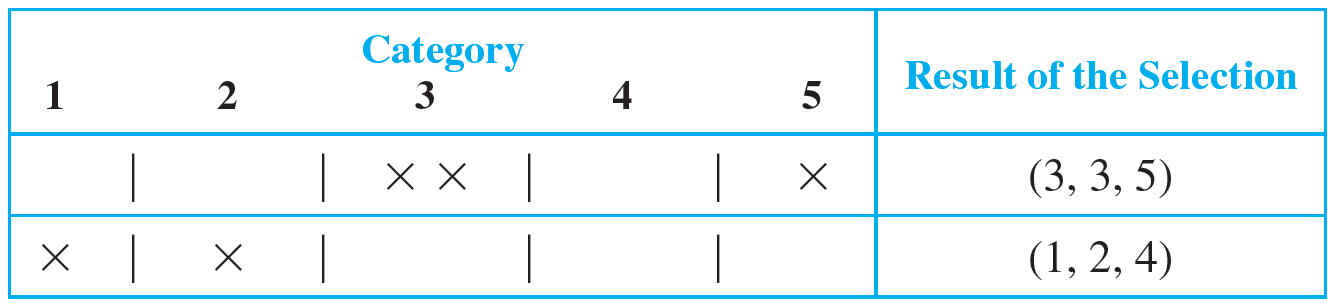 Category
Result of the Selection
1 2 3 4 5
| | × × | | × (3, 3, 5)
× | × | | | (1, 2, 4)